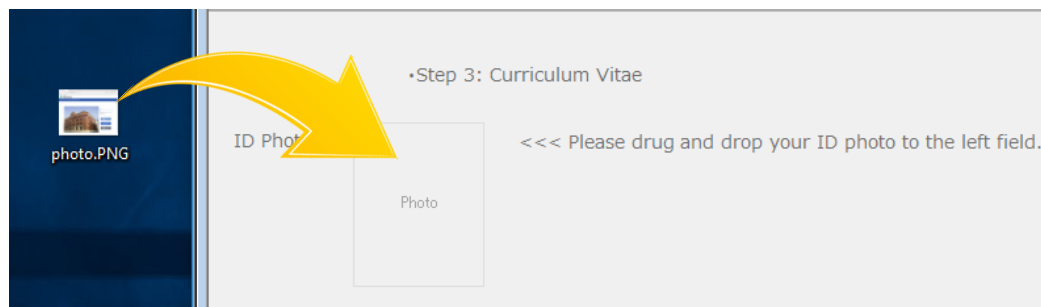 ・Step 3: Curriculum Vitae
ID Phot
<<< Please drug and drop your ID photo to the left field.
photo.PNG
Photo